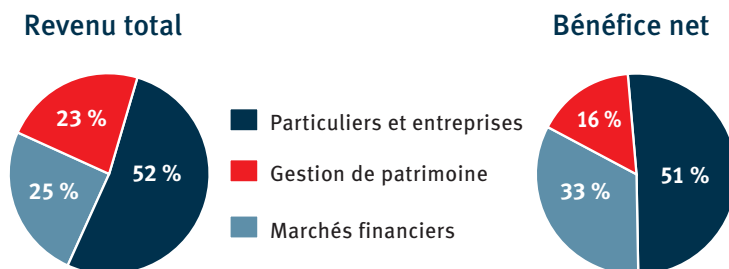 Revenu total
23 %
52 %
25 %
Particuliers et entreprises
Gestion de patrimoine
Marchés financiers
Bénéfice net
16 %
51 %
33 %